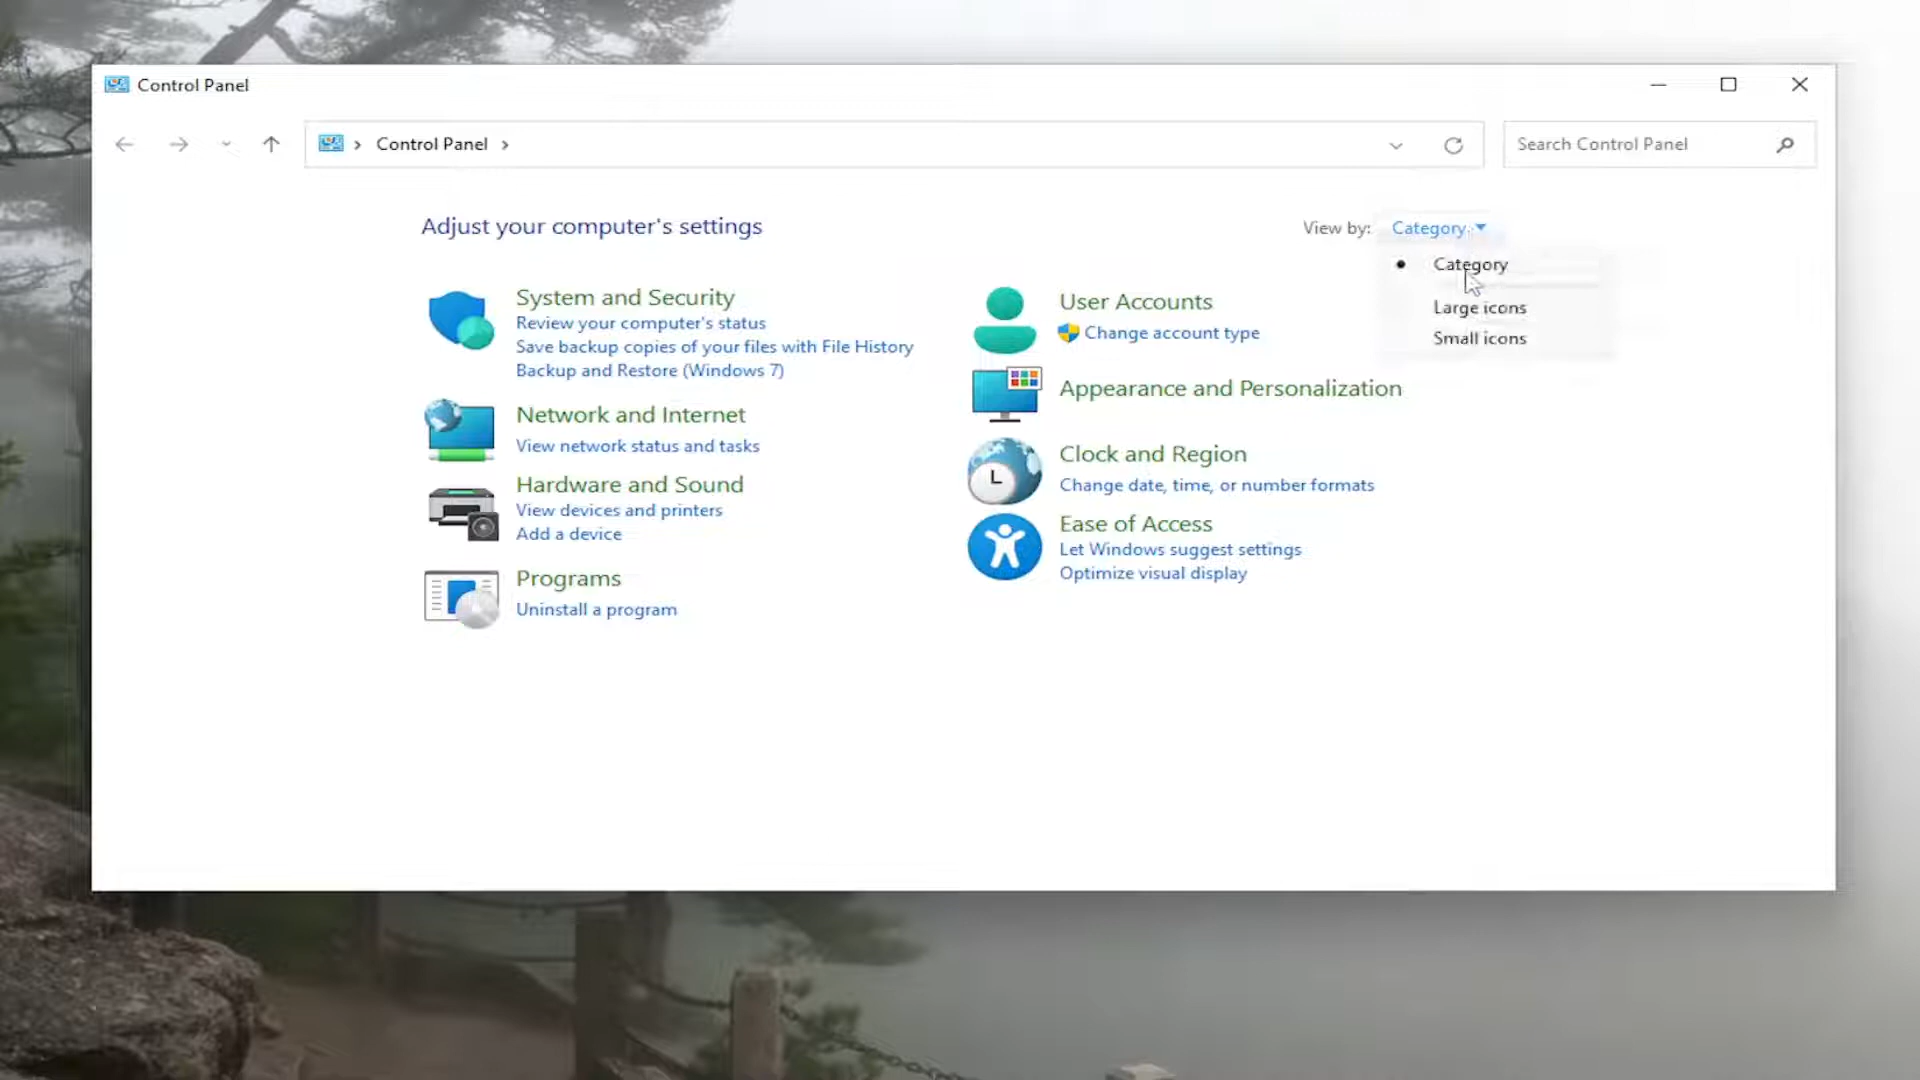 Control Panel
Control Panel
Search Control Panel
Adjust your computer's settings
View by: Category
Category
Large icons
Small icons
System and Security
Review your computer's status
Save backup copies of your files with File History
Backup and Restore (Windows 7)
Network and Internet
View network status and tasks
Hardware and Sound
View devices and printers
Add a device
Programs
Uninstall a program
User Accounts
Change account type
Appearance and Personalization
Clock and Region
Change date, time, or number formats
Ease of Access
Let Windows suggest settings
Optimize visual display